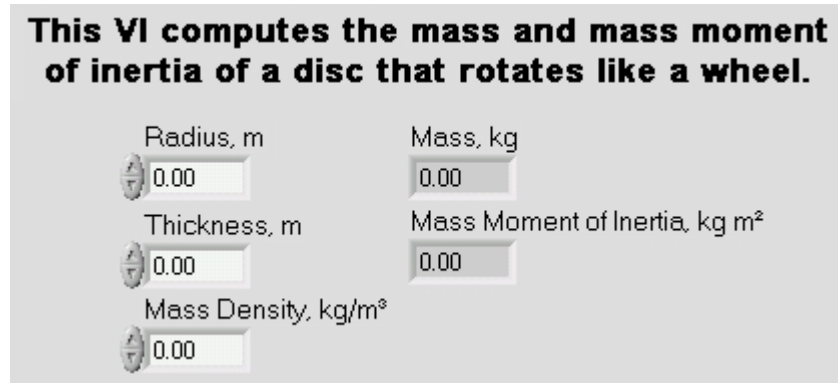 This VI computes the mass and mass moment
of inertia of a disc that rotates like a wheel.
Radius, m
0.00
Thickness, m
0.00
Mass Density, kg/m³
0.00
Mass, kg
0.00
Mass Moment of Inertia, kg m²
0.00